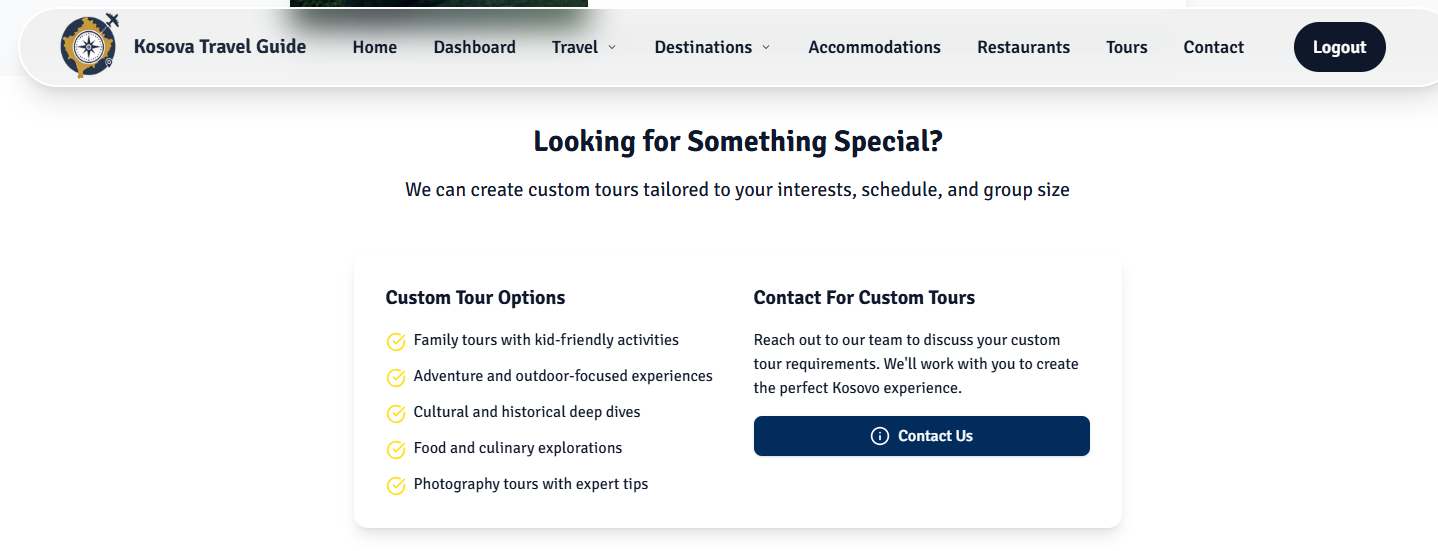 Kosova Travel Guide Home Dashboard Travel Destinations Accommodations Restaurants Tours Contact Logout
Looking for Something Special?
We can create custom tours tailored to your interests, schedule, and group size
Custom Tour Options
Family tours with kid-friendly activities
Adventure and outdoor-focused experiences
Cultural and historical deep dives
Food and culinary explorations
Photography tours with expert tips
Contact For Custom Tours
Reach out to our team to discuss your custom
tour requirements. We'll work with you to create
the perfect Kosovo experience.
Contact Us